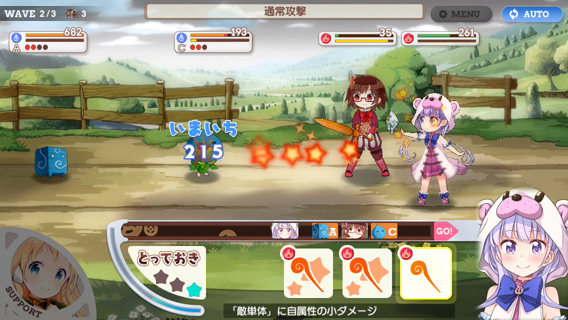 WAVE 2/3 3
通常攻撃
MENU
AUTO
682
A
193
C
35
261
いまいち
215
A
C
GO!
とっておき
SUPPORT
「敵単体」に自属性の小ダメージ